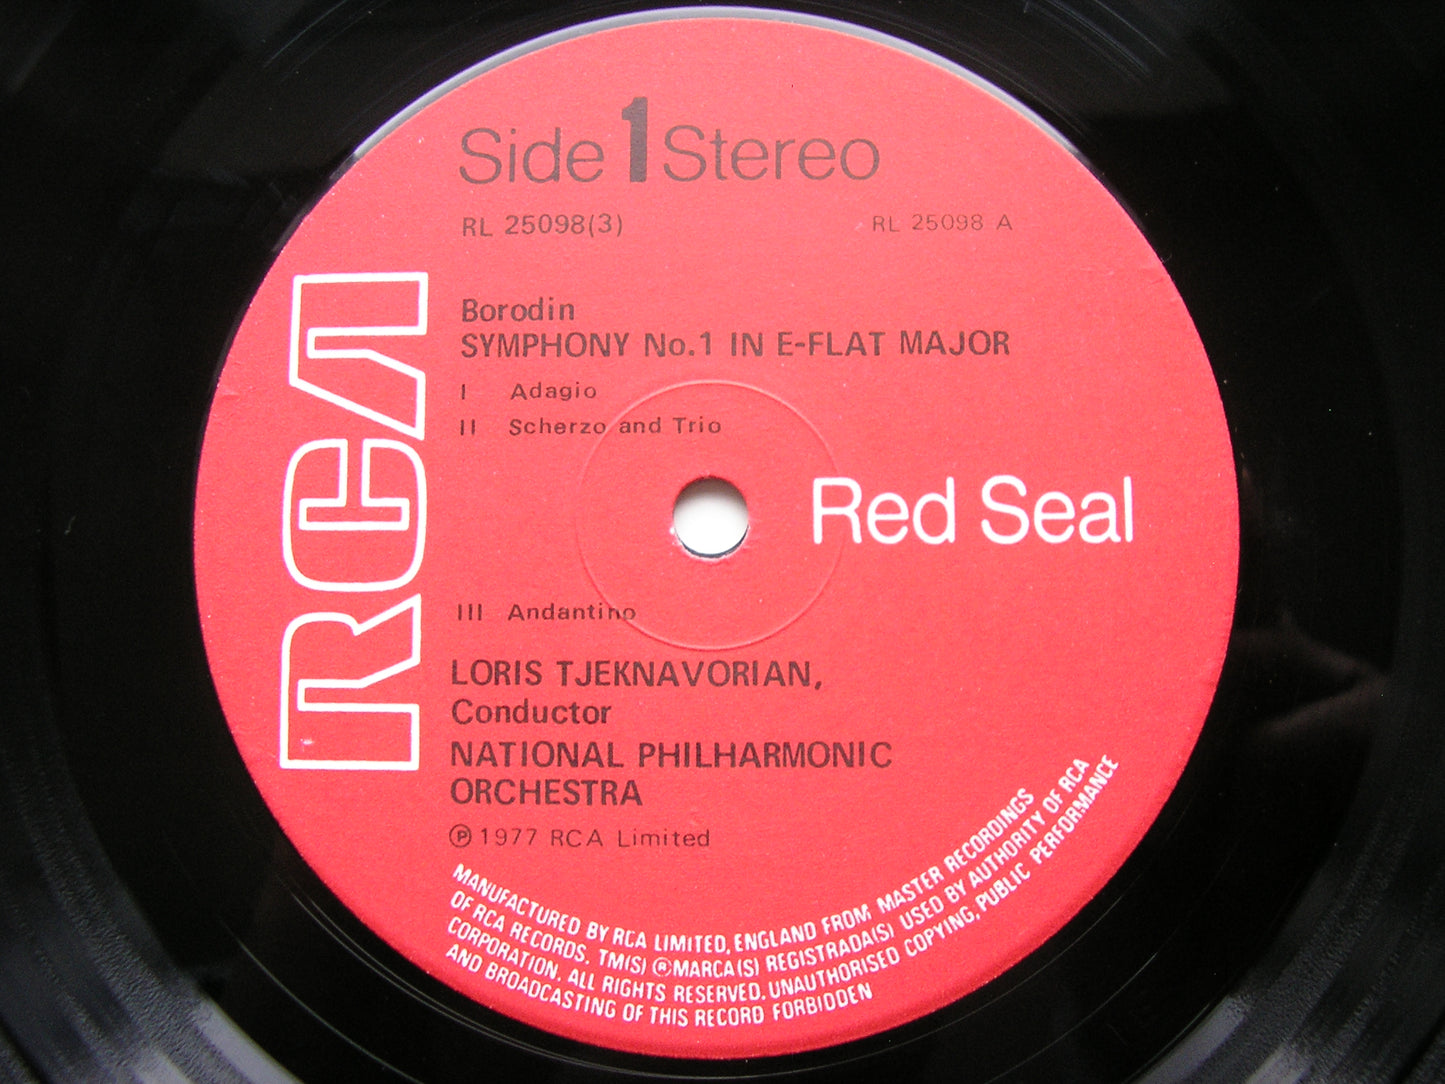 Side 1 Stereo
RL 25098(3) RL 25098 A
RCA
Borodin
SYMPHONY No.1 IN E-FLAT MAJOR
I Adagio
II Scherzo and Trio
Red Seal
III Andantino
LORIS TJEKNAVORIAN,
Conductor
NATIONAL PHILHARMONIC
ORCHESTRA
Ⓟ 1977 RCA Limited
MANUFACTURED BY RCA LIMITED, ENGLAND FROM MASTER RECORDINGS
OF RCA RECORDS. TM(S) ® MARCA(S) REGISTRADA(S) USED BY AUTHORITY OF RCA
CORPORATION. ALL RIGHTS RESERVED. UNAUTHORISED COPYING, PUBLIC PERFORMANCE
AND BROADCASTING OF THIS RECORD FORBIDDEN